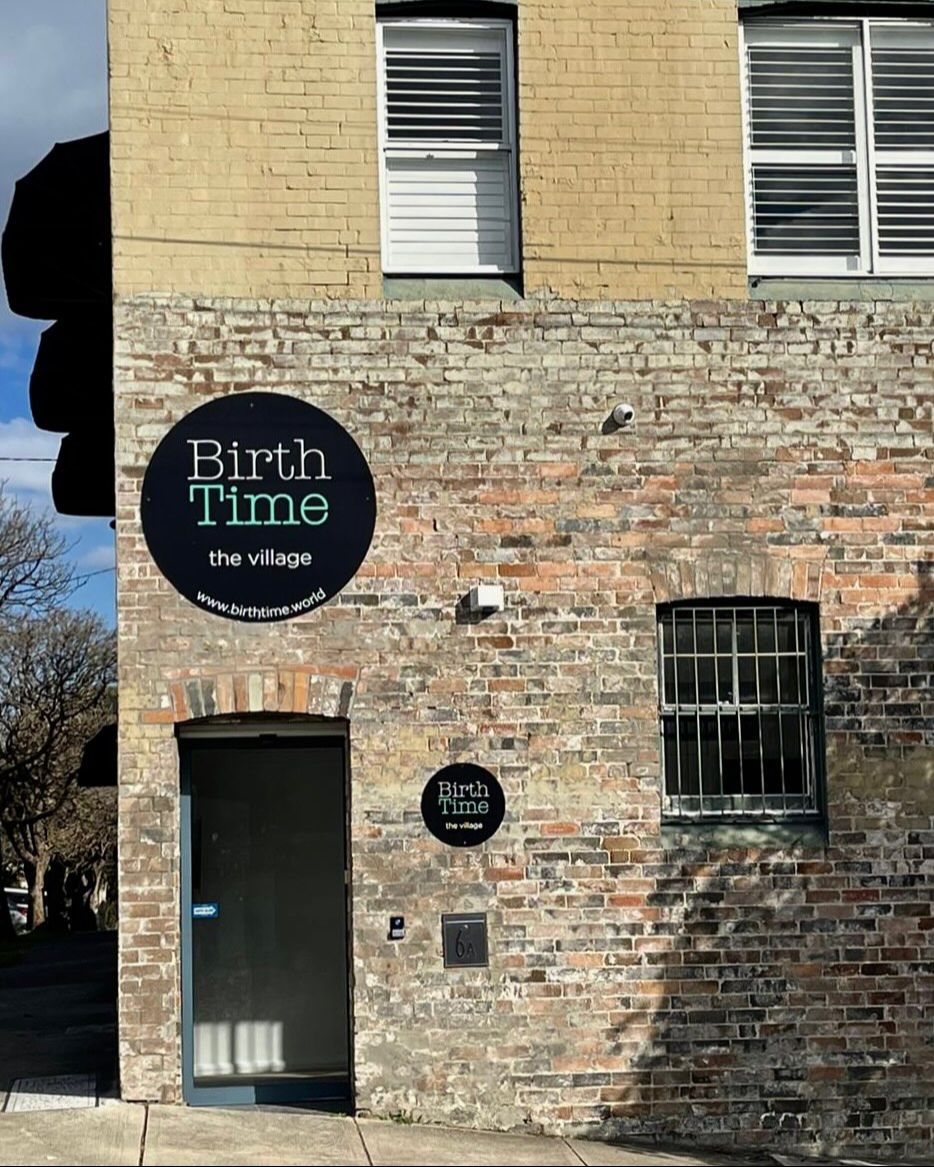 Birth
Time
the village
www.birthtime.world
Birth
Time
the village
6A